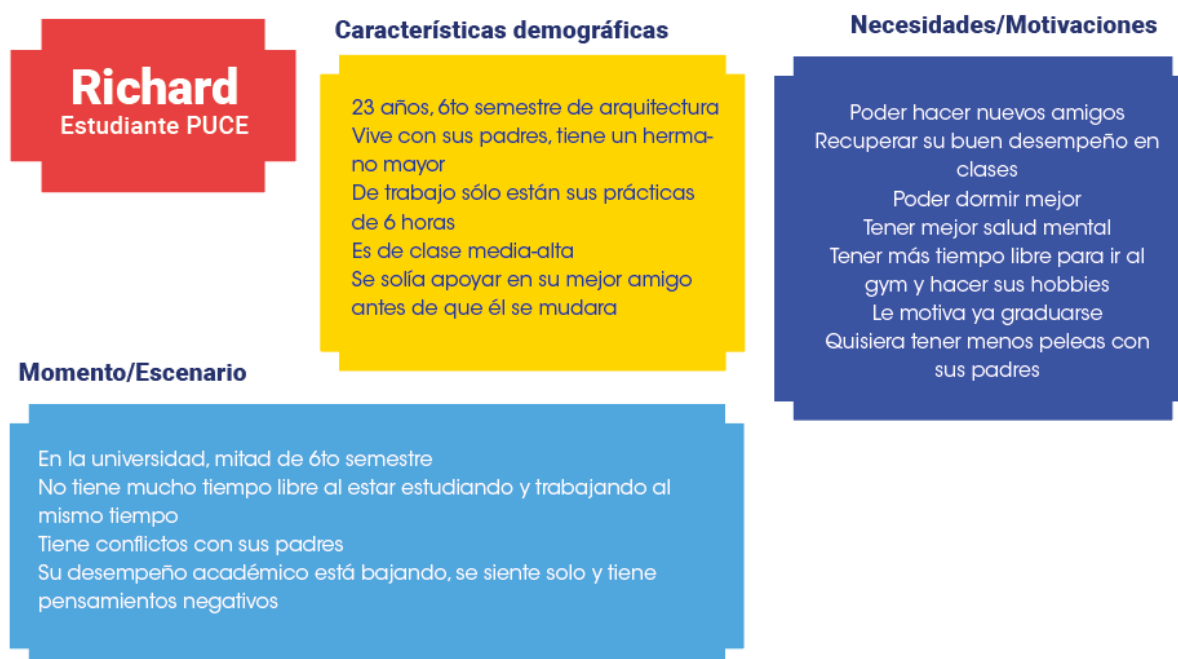 Richard
Estudiante PUCE
Características demográficas
23 años, 6to semestre de arquitectura
Vive con sus padres, tiene un herma-
no mayor
De trabajo sólo están sus prácticas
de 6 horas
Es de clase media-alta
Se solía apoyar en su mejor amigo
antes de que él se mudara
Necesidades/Motivaciones
Poder hacer nuevos amigos
Recuperar su buen desempeño en
clases
Poder dormir mejor
Tener mejor salud mental
Tener más tiempo libre para ir al
gym y hacer sus hobbies
Le motiva ya graduarse
Quisiera tener menos peleas con
sus padres
Momento/Escenario
En la universidad, mitad de 6to semestre
No tiene mucho tiempo libre al estar estudiando y trabajando al
mismo tiempo
Tiene conflictos con sus padres
Su desempeño académico está bajando, se siente solo y tiene
pensamientos negativos